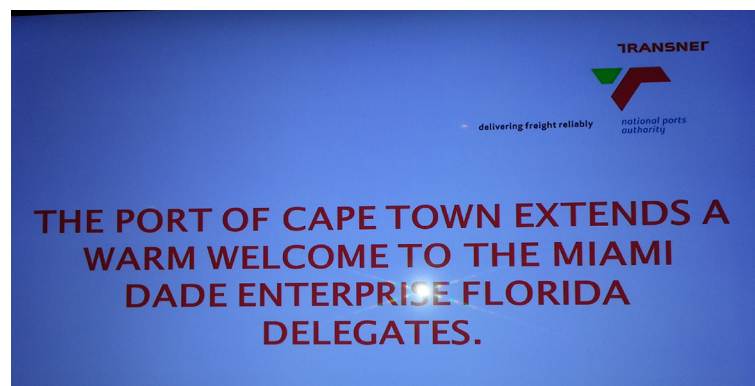 TRANSNET
delivering freight reliably
national ports
authority
THE PORT OF CAPE TOWN EXTENDS A
WARM WELCOME TO THE MIAMI
DADE ENTERPRISE FLORIDA
DELEGATES.